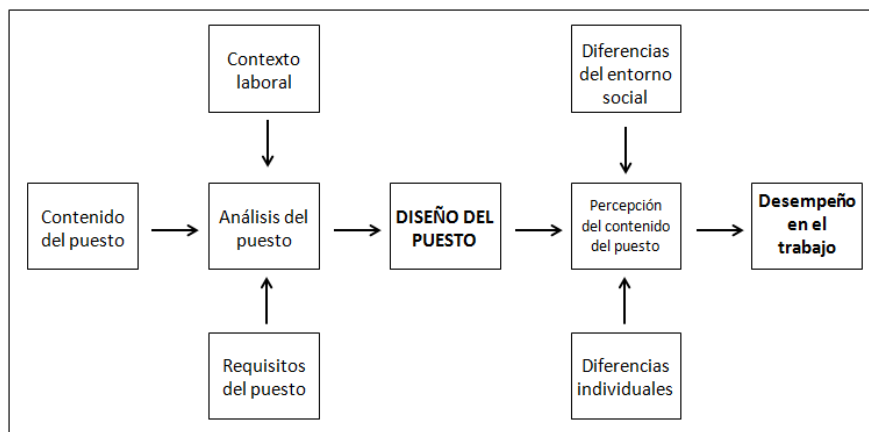 Contexto
laboral
Diferencias
del entorno
social
Contenido
del puesto
Análisis del
puesto
DISEÑO DEL
PUESTO
Percepción
del contenido
del puesto
Desempeño
en el
trabajo
Requisitos
del puesto
Diferencias
individuales